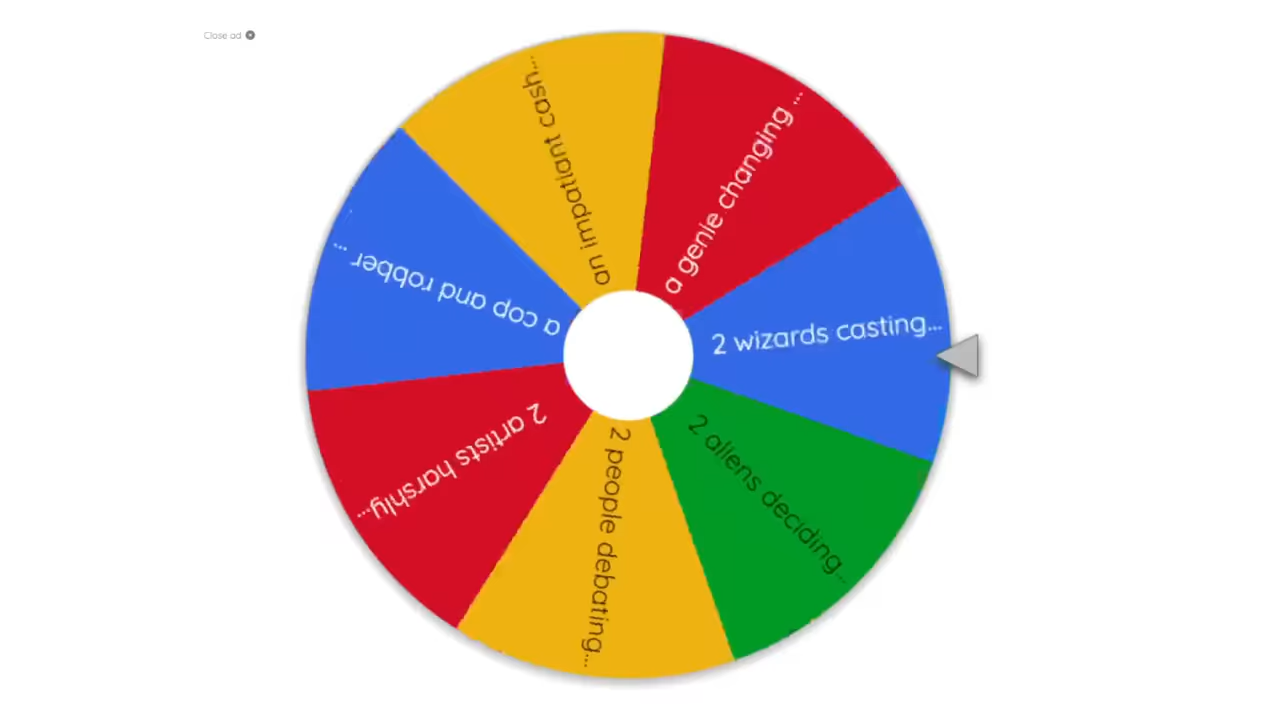 Close ad
an impatiant cash...
a genie changing ...
a cop and robber ...
2 wizards casting...
2 artists harshly...
2 people debating...
2 aliens deciding...